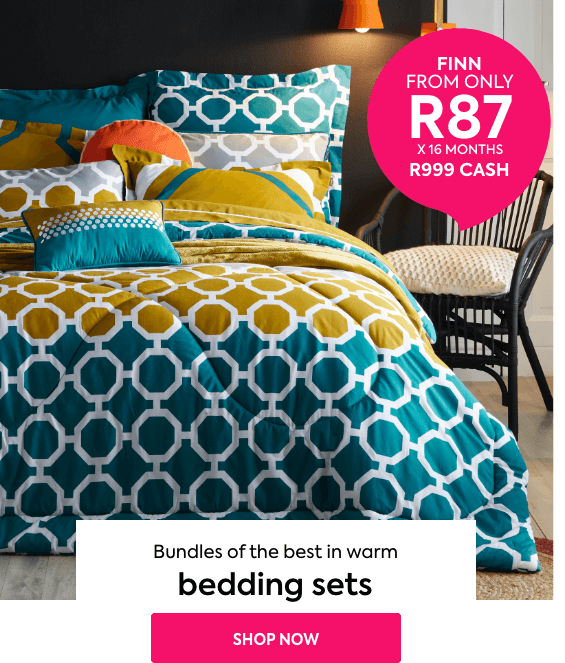 FINN
FROM ONLY
R87
X 16 MONTHS
R999 CASH
Bundles of the best in warm
bedding sets
SHOP NOW